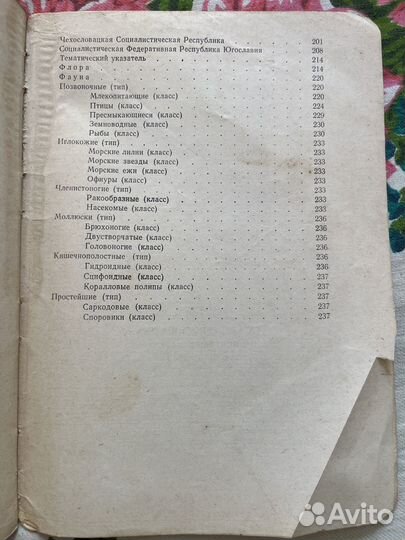 Чехословацкая Социалистическая Республика 201
Социалистическая Федеративная Республика Югославия 208
Тематический указатель 214
Флора 214
Фауна 220
Позвоночные (тип) 220
Млекопитающие (класс) 220
Птицы (класс) 224
Пресмыкающиеся (класс) 229
Земноводные (класс) 230
Рыбы (класс) 230
Иглокожие (тип) 233
Морские лилии (класс) 233
Морские звезды (класс) 233
Морские ежи (класс) 233
Офиуры (класс) 233
Членистоногие (тип) 233
Ракообразные (класс) 233
Насекомые (класс) 233
Моллюски (тип) 236
Брюхоногие (класс) 236
Двустворчатые (класс) 236
Головоногие (класс) 236
Кишечнополостные (тип) 236
Гидроидные (класс) 236
Сцифоидные (класс) 237
Коралловые полипы (класс) 237
Простейшие (тип) 237
Саркодовые (класс) 237
Споровики (класс) 237
Avito